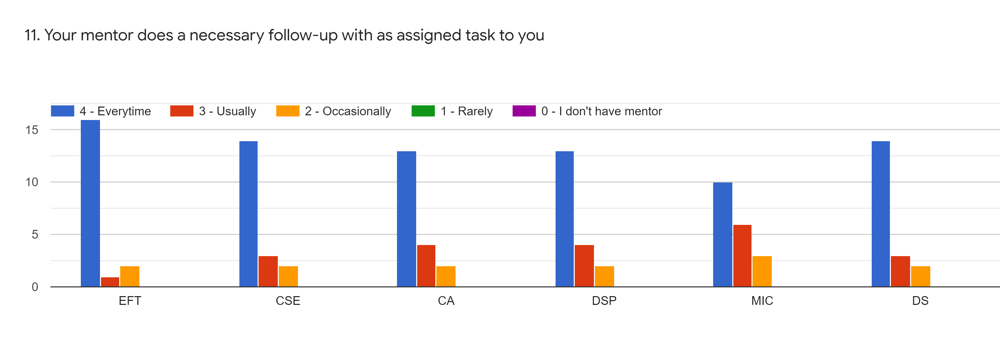 11. Your mentor does a necessary follow-up with as assigned task to you
4 - Everytime 3 - Usually 2 - Occasionally 1 - Rarely 0 - I don't have mentor
15
10
5
0
EFT CSE CA DSP MIC DS